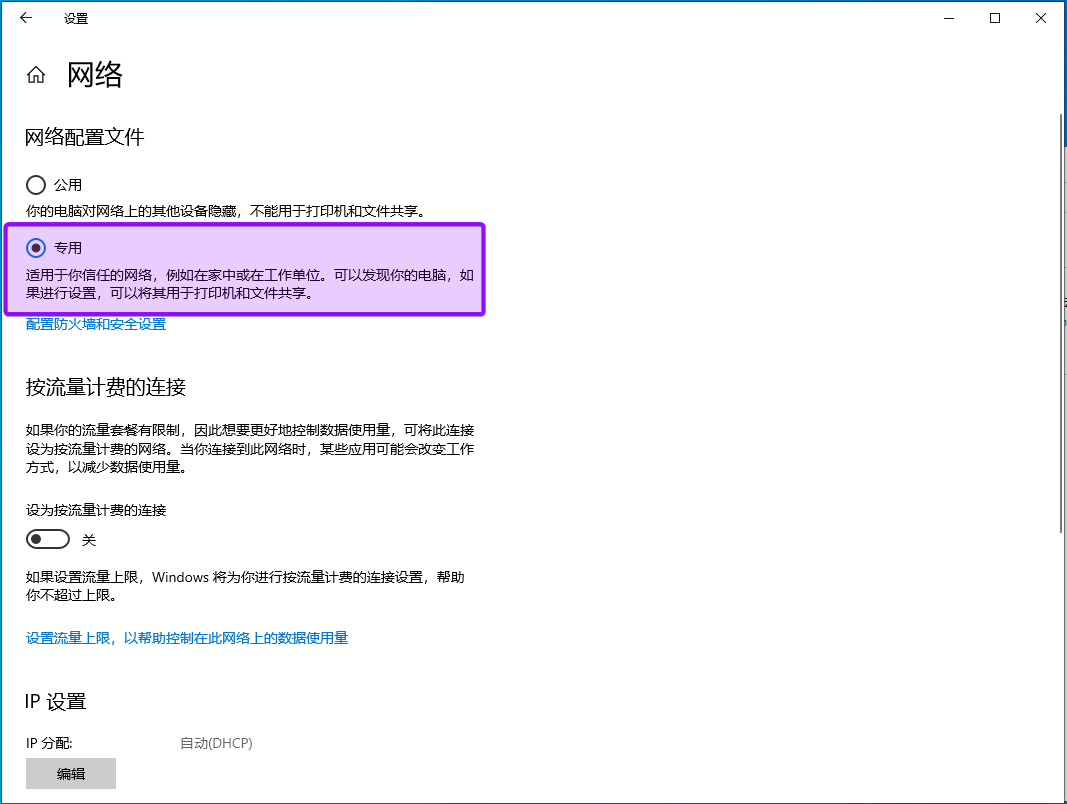 设置
网络
网络配置文件
公用
你的电脑对网络上的其他设备隐藏，不能用于打印机和文件共享。
专用
适用于你信任的网络，例如在家中或在工作单位。可以发现你的电脑，如
果进行设置，可以将其用于打印机和文件共享。
配置防火墙和安全设置
按流量计费的连接
如果你的流量套餐有限制，因此想要更好地控制数据使用量，可将此连接
设为按流量计费的网络。当你连接到此网络时，某些应用可能会改变工作
方式，以减少数据使用量。
设为按流量计费的连接
关
如果设置流量上限，Windows 将为你进行按流量计费的连接设置，帮助
你不超过上限。
设置流量上限，以帮助控制在此网络上的数据使用量
IP 设置
IP 分配: 自动(DHCP)
编辑